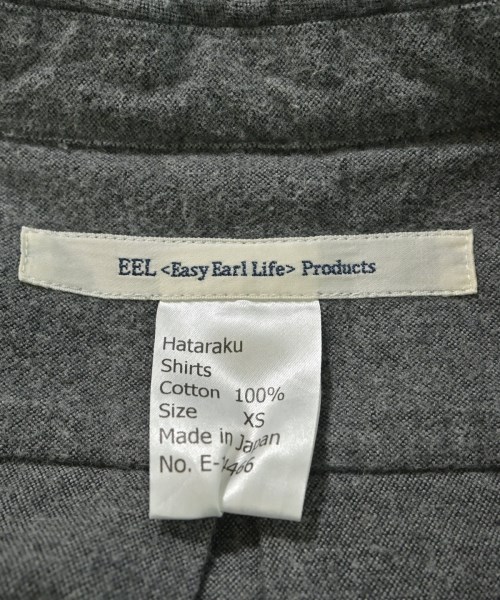 EEL <Easy Earl Life> Products
Hataraku
Shirts
Cotton 100%
Size XS
Made in Japan
No.